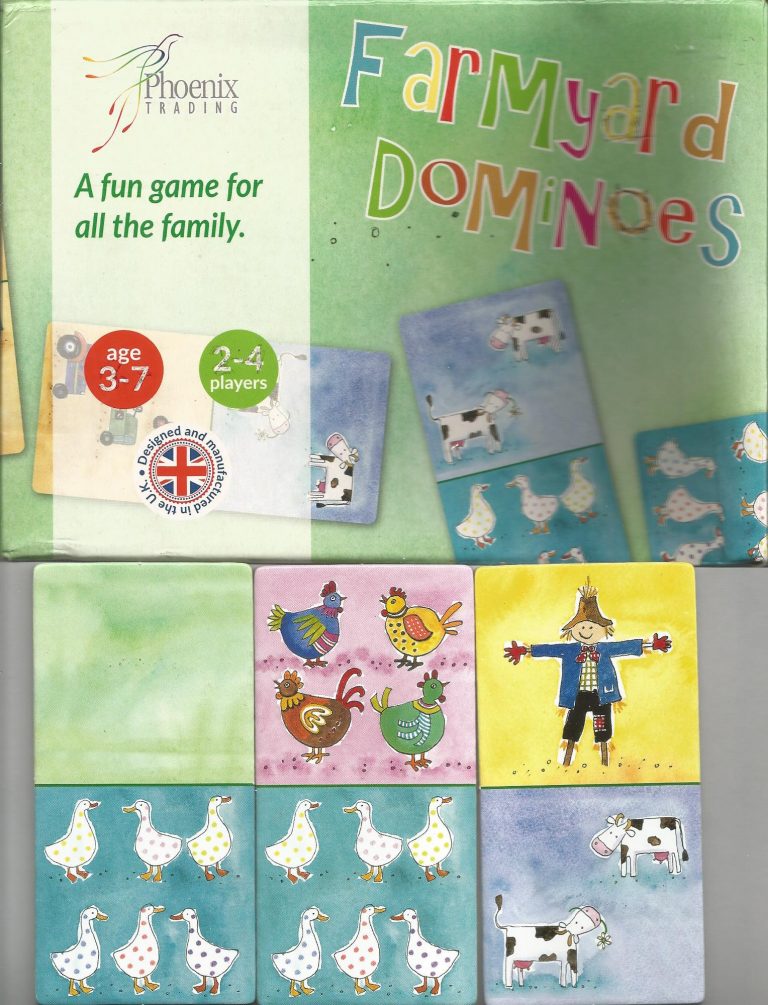 Phoenix
TRADING
FarMyard
DoMiNoes
A fun game for
all the family.
age
3-7
2-4
players
Designed and manufactured in the U.K.